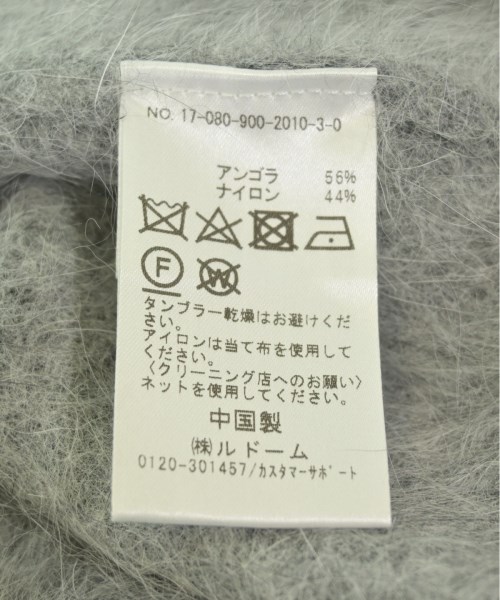 NO. 17-080-900-2010-3-0
アンゴラ 56%
ナイロン 44%
F W
タンブラー乾燥はお避けくだ
さい。
アイロンは当て布を使用して
ください。
〈クリーニング店へのお願い〉
ネットを使用してください。
中国製
㈱ルドーム
0120-301457/カスタマーサポート